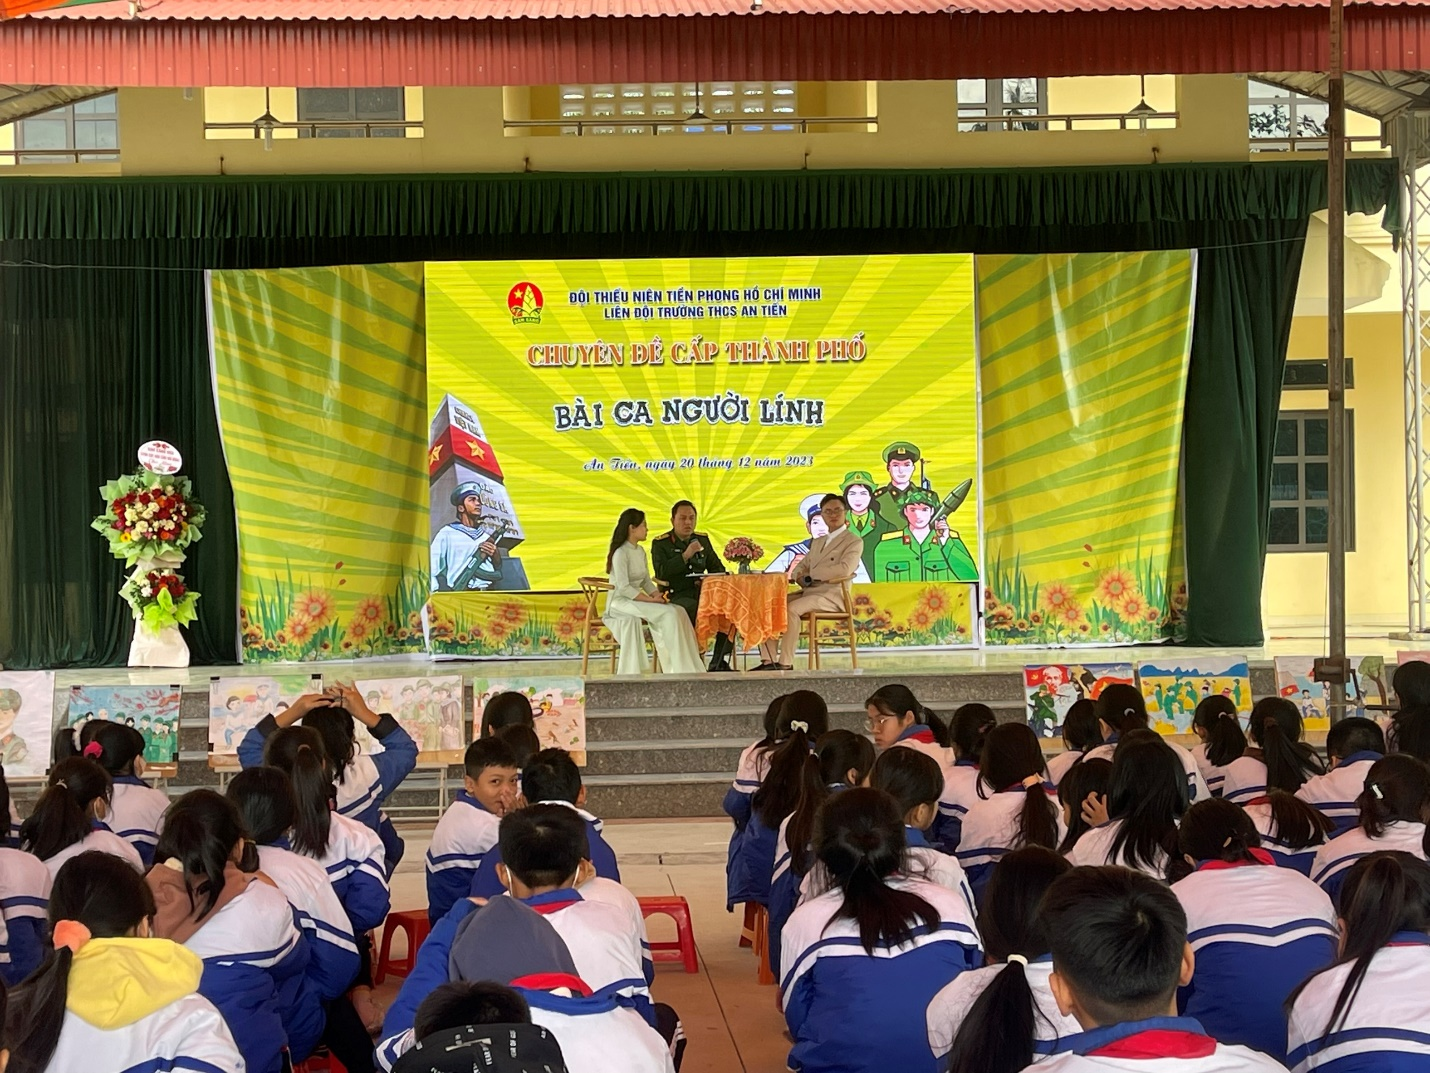 ĐỘI THIẾU NIÊN TIỀN PHONG HỒ CHÍ MINH
LIÊN ĐỘI TRƯỜNG THCS AN TIẾN
CHUYÊN ĐỀ CẤP THÀNH PHỐ
BÀI CA NGƯỜI LÍNH
An Tiến, ngày 20 tháng 12 năm 2023